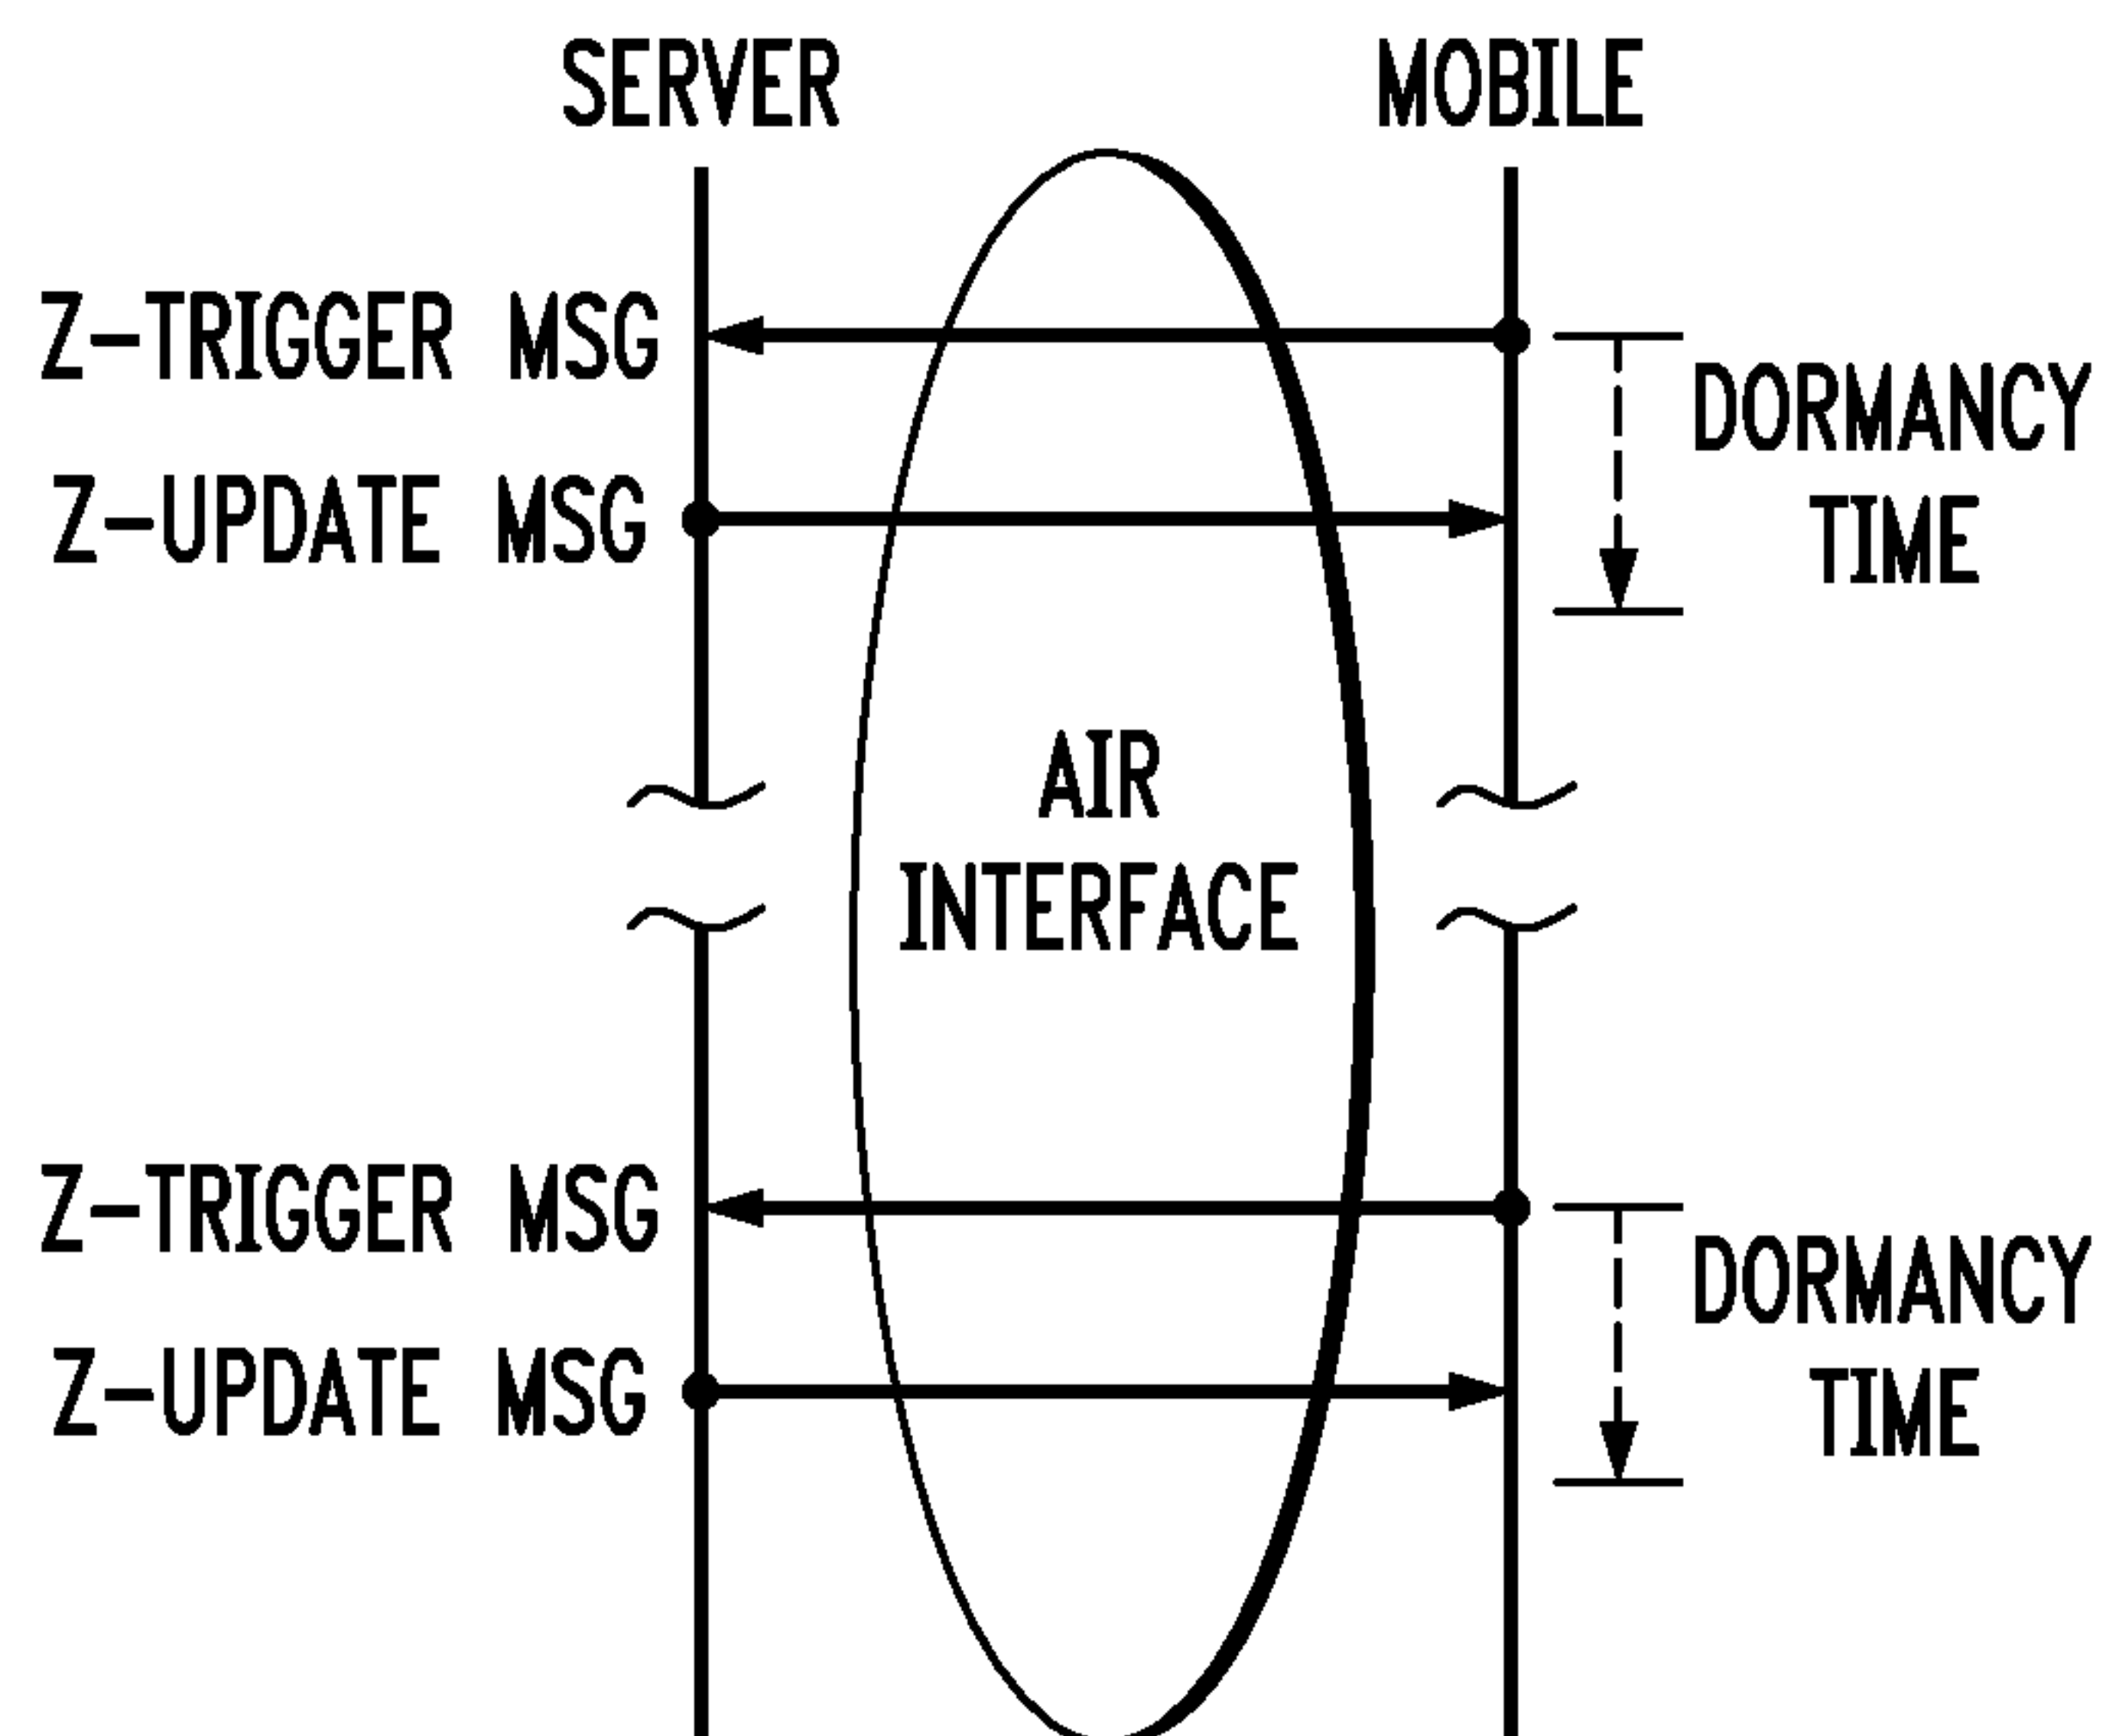 SERVER
MOBILE
Z-TRIGGER MSG
DORMANCY
TIME
Z-UPDATE MSG
AIR
INTERFACE
Z-TRIGGER MSG
DORMANCY
TIME
Z-UPDATE MSG